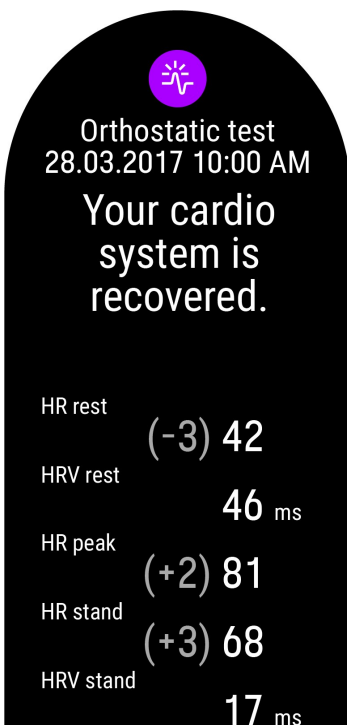 Orthostatic test
28.03.2017 10:00 AM
Your cardio
system is
recovered.
HR rest
(-3) 42
HRV rest
46 ms
HR peak
(+2) 81
HR stand
(+3) 68
HRV stand
17 ms